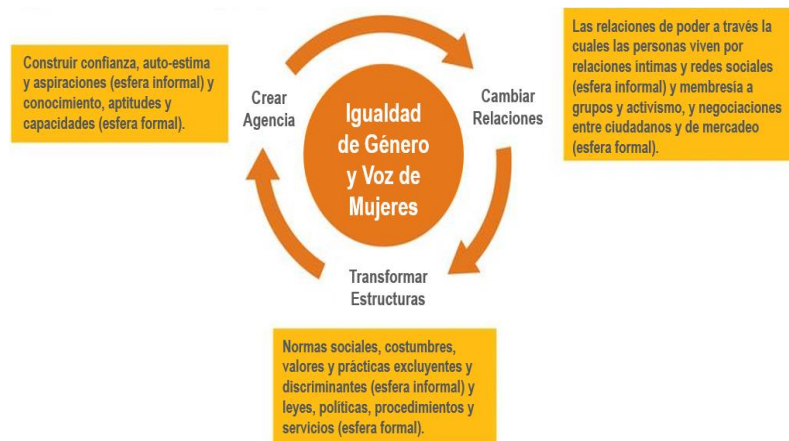 Construir confianza, auto-estima
y aspiraciones (esfera informal) y
conocimiento, aptitudes y
capacidades (esfera formal).
Crear
Agencia
Igualdad
de Género
y Voz de
Mujeres
Cambiar
Relaciones
Las relaciones de poder a través la
cuales las personas viven por
relaciones intimas y redes sociales
(esfera informal) y membresía a
grupos y activismo, y negociaciones
entre ciudadanos y de mercadeo
(esfera formal).
Transformar
Estructuras
Normas sociales, costumbres,
valores y prácticas excluyentes y
discriminantes (esfera informal) y
leyes, políticas, procedimientos y
servicios (esfera formal).